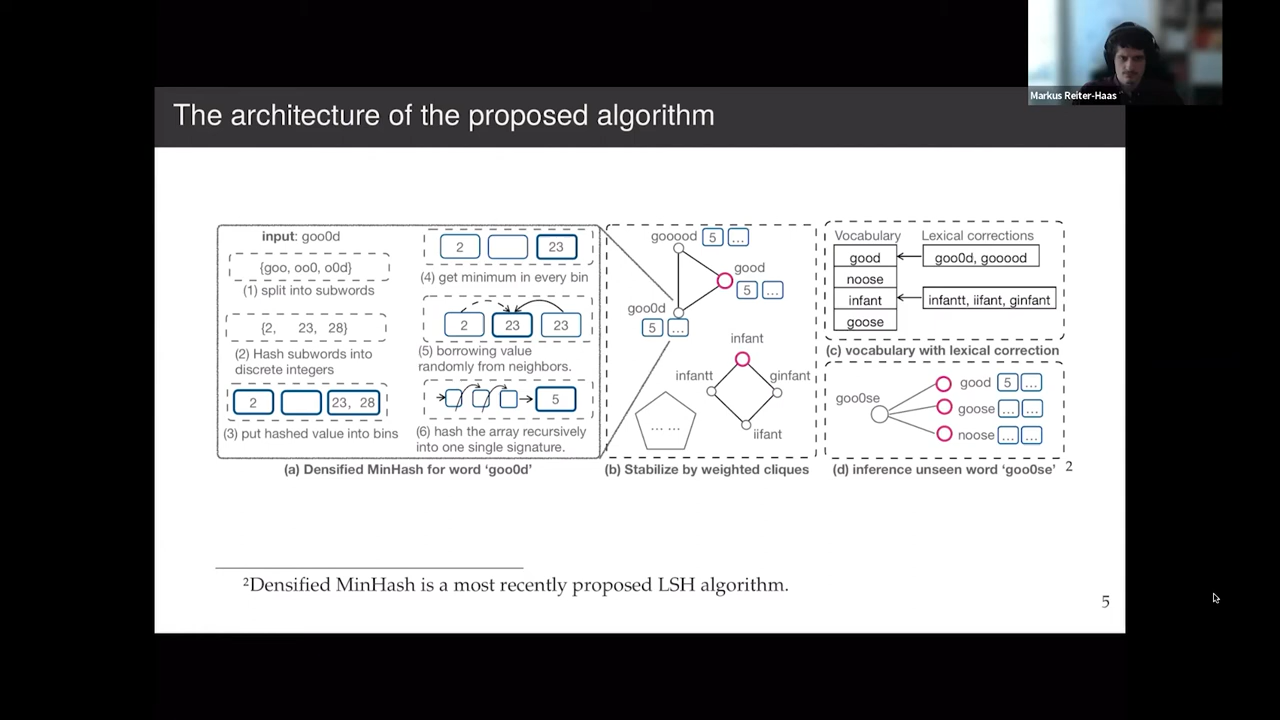 Markus Reiter-Haas
The architecture of the proposed algorithm
input: goo0d
{goo, oo0, o0d}
(1) split into subwords
{2, 23, 28}
(2) Hash subwords into
discrete integers
2 23, 28
(3) put hashed value into bins
2 23
(4) get minimum in every bin
2 23 23
(5) borrowing value
randomly from neighbors.
5
(6) hash the array recursively
into one single signature.
(a) Densified MinHash for word ‘goo0d’
gooood 5 ...
good
5 ...
goo0d
5 ...
infant
infantt ginfant
... ...
iifant
(b) Stabilize by weighted cliques
Vocabulary Lexical corrections
good goo0d, gooood
noose
infant infantt, iifant, ginfant
goose
(c) vocabulary with lexical correction
goo0se
good 5 ...
goose ... ...
noose ... ...
(d) inference unseen word ‘goo0se’ 2
2Densified MinHash is a most recently proposed LSH algorithm.
5